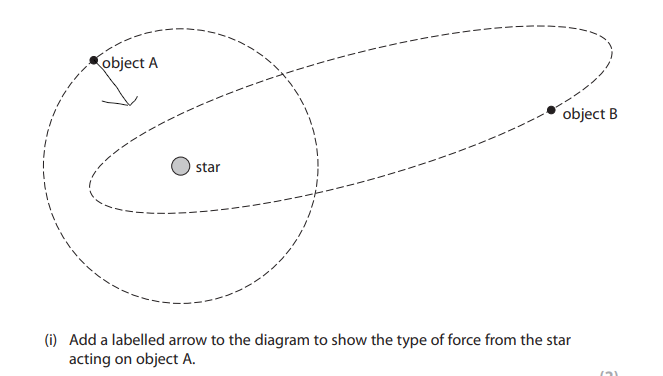 object A
object B
star
(i) Add a labelled arrow to the diagram to show the type of force from the star
acting on object A.